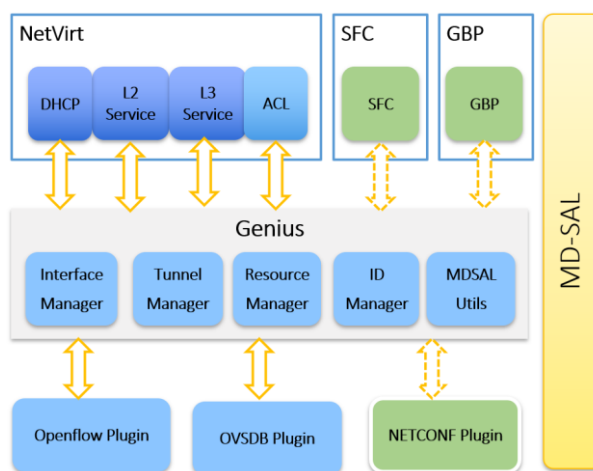 NetVirt
SFC
GBP
DHCP
L2
Service
L3
Service
ACL
SFC
GBP
Genius
Interface
Manager
Tunnel
Manager
Resource
Manager
ID
Manager
MDSAL
Utils
Openflow Plugin
OVSDB Plugin
NETCONF Plugin
MD-SAL